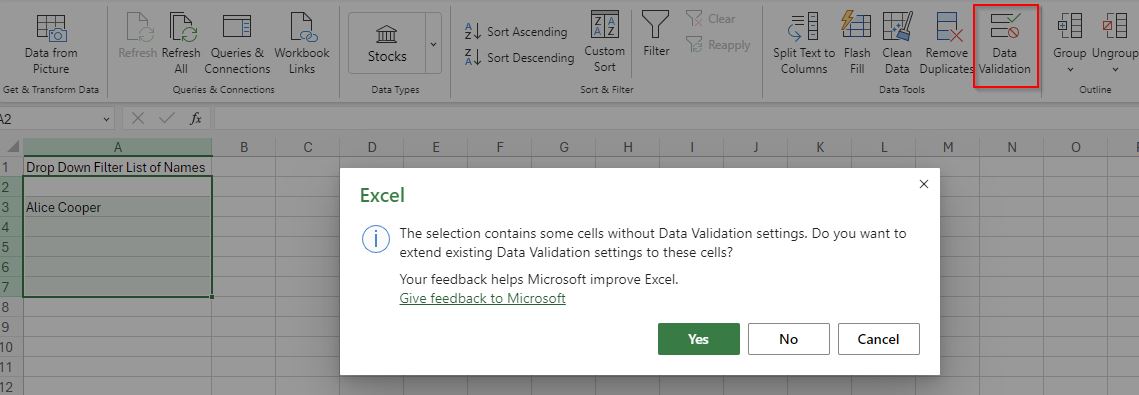 Data from Picture
Refresh
Refresh All
Queries & Connections
Workbook Links
Stocks
Sort Ascending
Sort Descending
Custom Sort
Filter
Clear
Reapply
Split Text to Columns
Flash Fill
Clean Data
Remove Duplicates
Data Validation
Group
Ungroup
Get & Transform Data
Queries & Connections
Data Types
Sort & Filter
Data Tools
Outline
A2
fx
A B C D E F G H I J K L M N O
1 Drop Down Filter List of Names
2
3 Alice Cooper
4
5
6
7
8
9
10
11
12
Excel
The selection contains some cells without Data Validation settings. Do you want to
extend existing Data Validation settings to these cells?
Your feedback helps Microsoft improve Excel.
Give feedback to Microsoft
Yes
No
Cancel